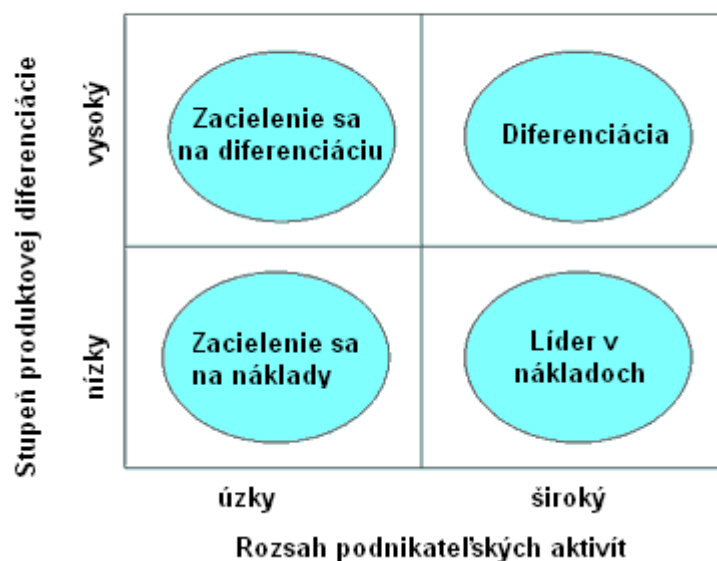 Stupeň produktovej diferenciácie
vysoký
nízky
Zacielenie sa
na diferenciáciu
Diferenciácia
Zacielenie sa
na náklady
Líder v
nákladoch
úzky
široký
Rozsah podnikateľských aktivít